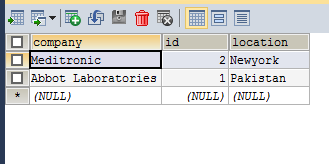 company id location
Meditronic 2 Newyork
Abbot Laboratories 1 Pakistan
* (NULL) (NULL) (NULL)